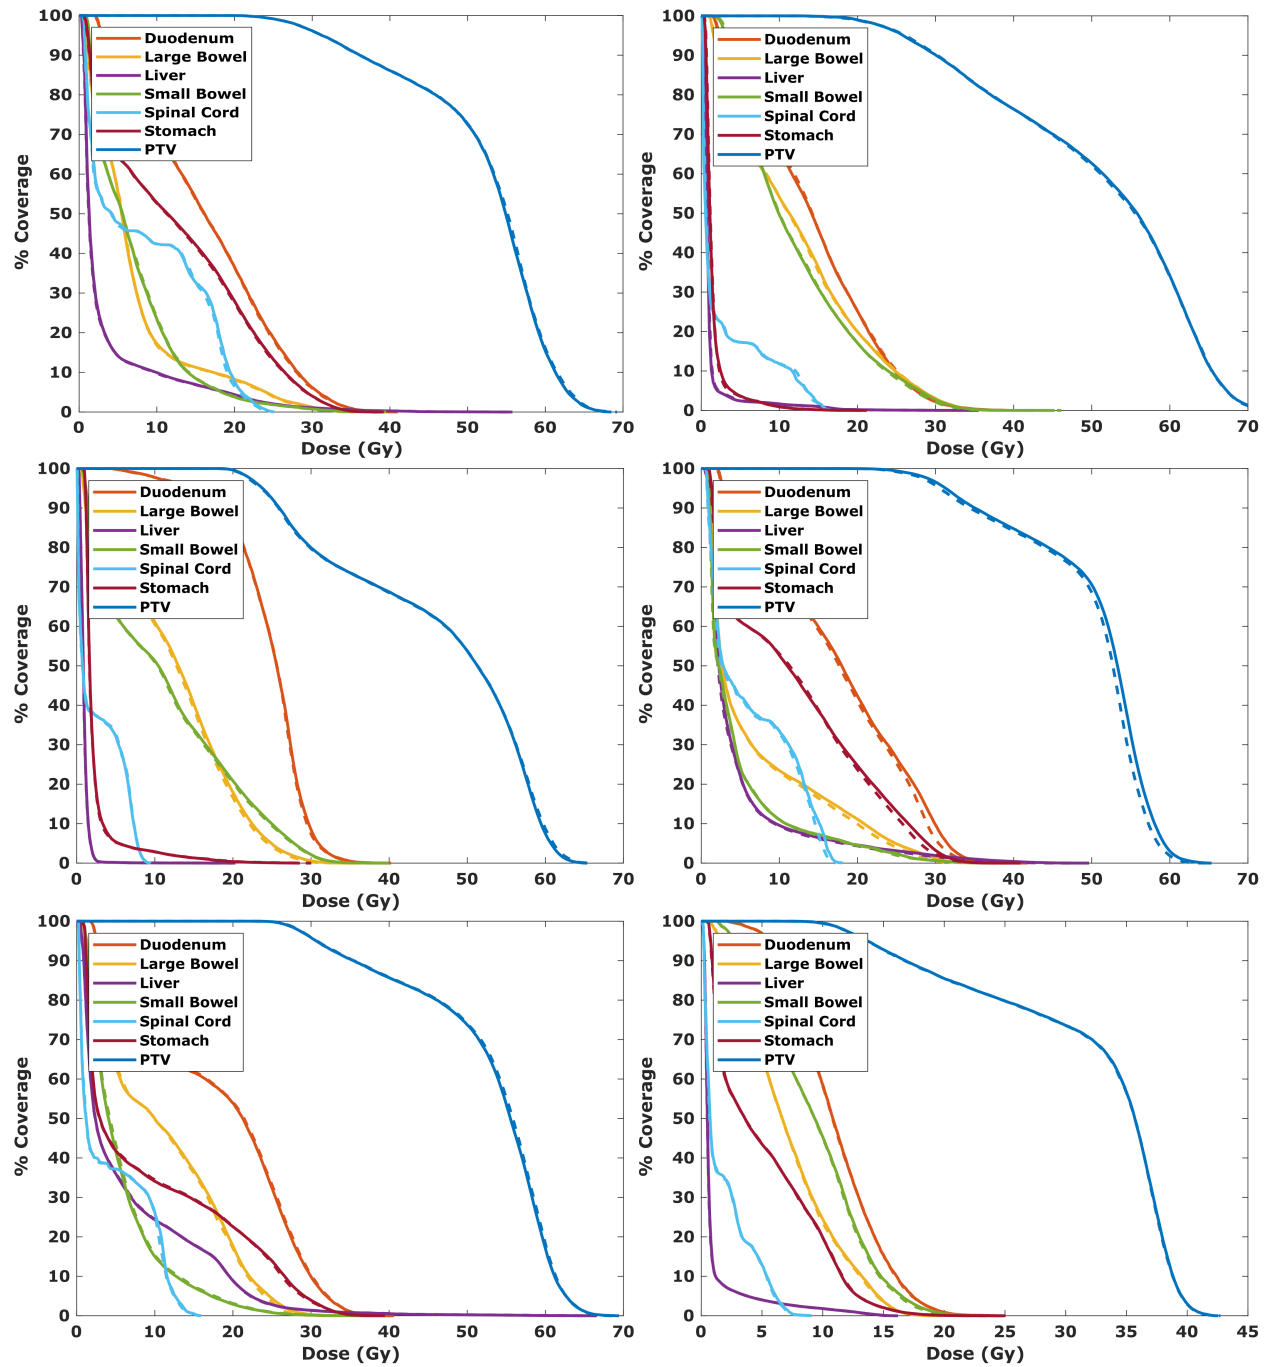 100
90
80
70
60
50
40
30
20
10
0
% Coverage
Duodenum
Large Bowel
Liver
Small Bowel
Spinal Cord
Stomach
PTV
0 10 20 30 40 50 60 70
Dose (Gy)
100
90
80
70
60
50
40
30
20
10
0
% Coverage
Duodenum
Large Bowel
Liver
Small Bowel
Spinal Cord
Stomach
PTV
0 10 20 30 40 50 60 70
Dose (Gy)
100
90
80
70
60
50
40
30
20
10
0
% Coverage
Duodenum
Large Bowel
Liver
Small Bowel
Spinal Cord
Stomach
PTV
0 10 20 30 40 50 60 70
Dose (Gy)
100
90
80
70
60
50
40
30
20
10
0
% Coverage
Duodenum
Large Bowel
Liver
Small Bowel
Spinal Cord
Stomach
PTV
0 10 20 30 40 50 60 70
Dose (Gy)
100
90
80
70
60
50
40
30
20
10
0
% Coverage
Duodenum
Large Bowel
Liver
Small Bowel
Spinal Cord
Stomach
PTV
0 10 20 30 40 50 60 70
Dose (Gy)
100
90
80
70
60
50
40
30
20
10
0
% Coverage
Duodenum
Large Bowel
Liver
Small Bowel
Spinal Cord
Stomach
PTV
0 5 10 15 20 25 30 35 40 45
Dose (Gy)